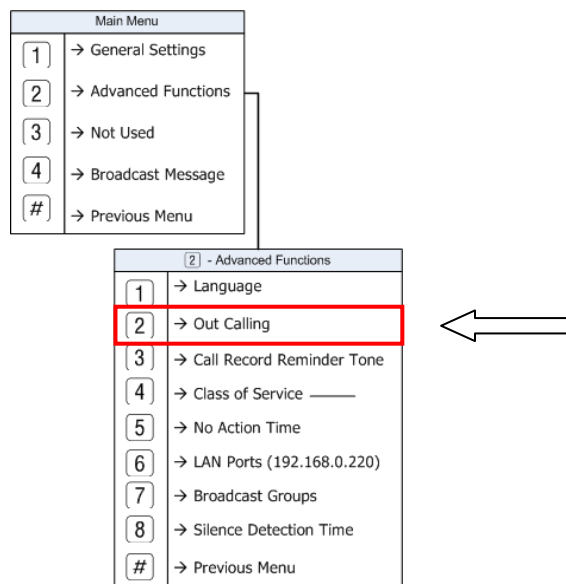 Main Menu
1 → General Settings
2 → Advanced Functions
3 → Not Used
4 → Broadcast Message
# → Previous Menu
2 - Advanced Functions
1 → Language
2 → Out Calling
3 → Call Record Reminder Tone
4 → Class of Service
5 → No Action Time
6 → LAN Ports (192.168.0.220)
7 → Broadcast Groups
8 → Silence Detection Time
# → Previous Menu